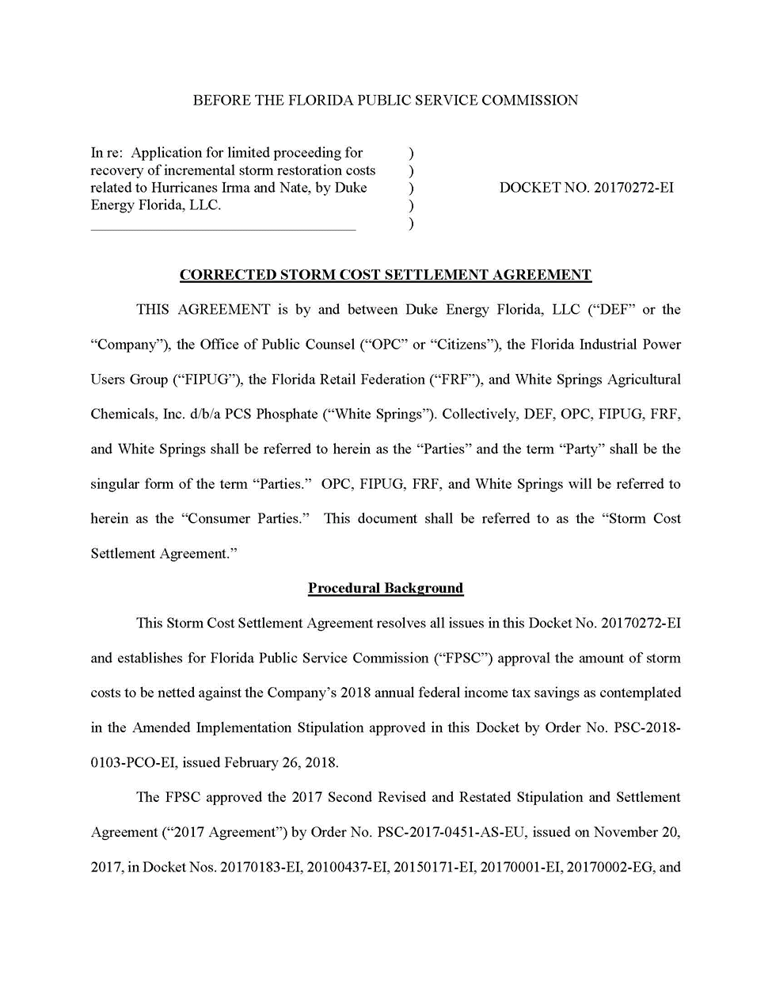 BEFORE THE FLORIDA PUBLIC SERVICE COMMISSION
In re: Application for limited proceeding for )
recovery of incremental storm restoration costs )
related to Hurricanes Irma and Nate, by Duke ) DOCKET NO. 20170272-EI
Energy Florida, LLC. )
)
CORRECTED STORM COST SETTLEMENT AGREEMENT
THIS AGREEMENT is by and between Duke Energy Florida, LLC (“DEF” or the
“Company”), the Office of Public Counsel (“OPC” or “Citizens”), the Florida Industrial Power
Users Group (“FIPUG”), the Florida Retail Federation (“FRF”), and White Springs Agricultural
Chemicals, Inc. d/b/a PCS Phosphate (“White Springs”). Collectively, DEF, OPC, FIPUG, FRF,
and White Springs shall be referred to herein as the “Parties” and the term “Party” shall be the
singular form of the term “Parties.” OPC, FIPUG, FRF, and White Springs will be referred to
herein as the “Consumer Parties.” This document shall be referred to as the “Storm Cost
Settlement Agreement.”
Procedural Background
This Storm Cost Settlement Agreement resolves all issues in this Docket No. 20170272-EI
and establishes for Florida Public Service Commission (“FPSC”) approval the amount of storm
costs to be netted against the Company’s 2018 annual federal income tax savings as contemplated
in the Amended Implementation Stipulation approved in this Docket by Order No. PSC-2018-
0103-PCO-EI, issued February 26, 2018.
The FPSC approved the 2017 Second Revised and Restated Stipulation and Settlement
Agreement (“2017 Agreement”) by Order No. PSC-2017-0451-AS-EU, issued on November 20,
2017, in Docket Nos. 20170183-EI, 20100437-EI, 20150171-EI, 20170001-EI, 20170002-EG, and